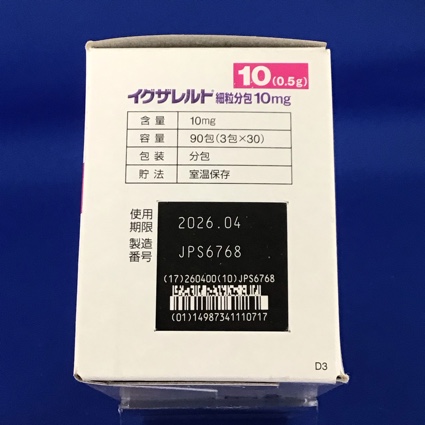 10(0.5g)
イグザレルト 細粒分包10mg
含量 10mg
容量 90包(3包×30)
包装 分包
貯法 室温保存
使用期限 2026.04
製造番号 JPS6768
(17)260400(10)JPS6768
(01)14987341110717
D3